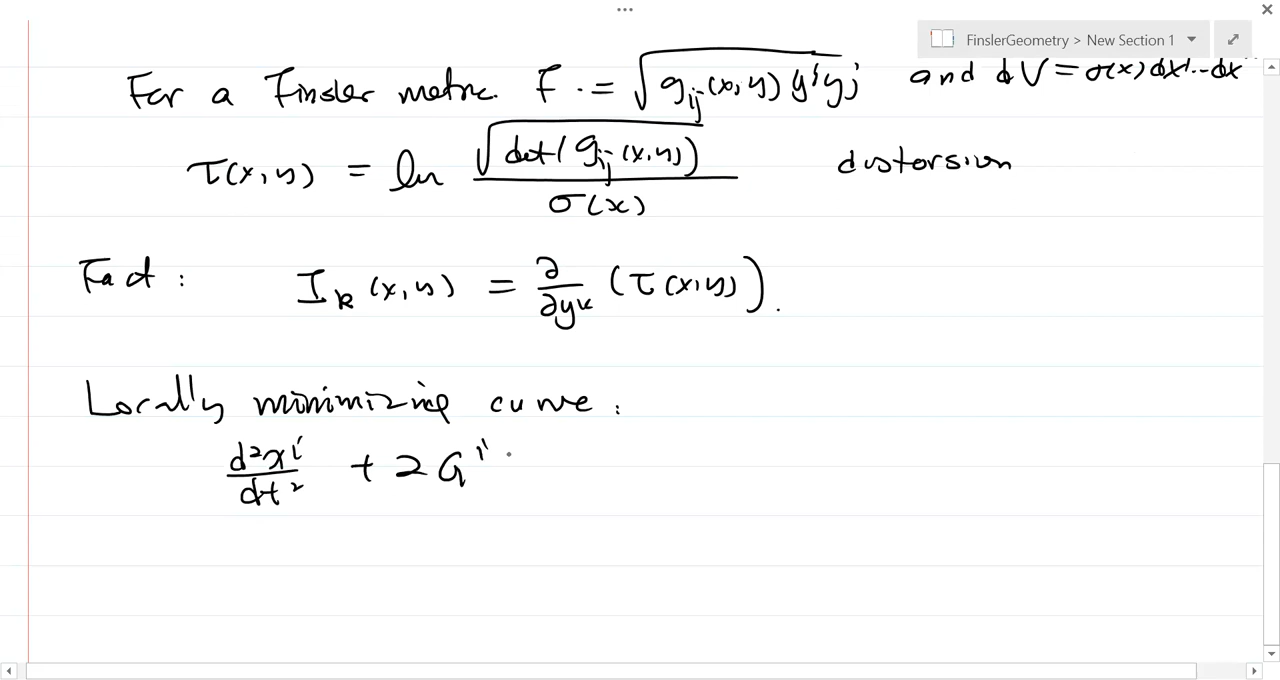 FinslerGeometry > New Section 1
For a Finsler metric. F := √(g_ij(x,y) y^i y^j) and dV = σ(x) dx^1...dx^n
τ(x,y) = ln √(det(g_ij(x,y))) / σ(x) distorsion
Fact : I_k (x,y) = ∂/∂y^k (τ(x,y)).
Locally minimizing curve :
d²x^i/dt² + 2 G^i